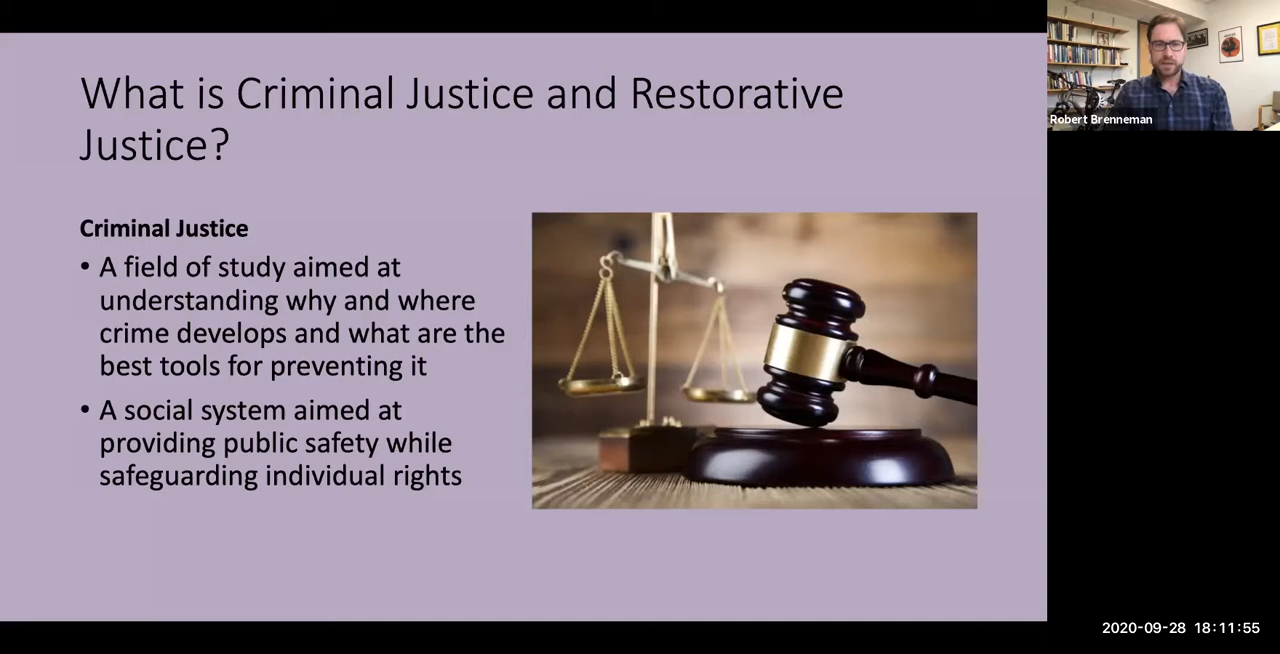 What is Criminal Justice and Restorative
Justice?
Criminal Justice
• A field of study aimed at
understanding why and where
crime develops and what are the
best tools for preventing it
• A social system aimed at
providing public safety while
safeguarding individual rights
Robert Brenneman
2020-09-28 18:11:55